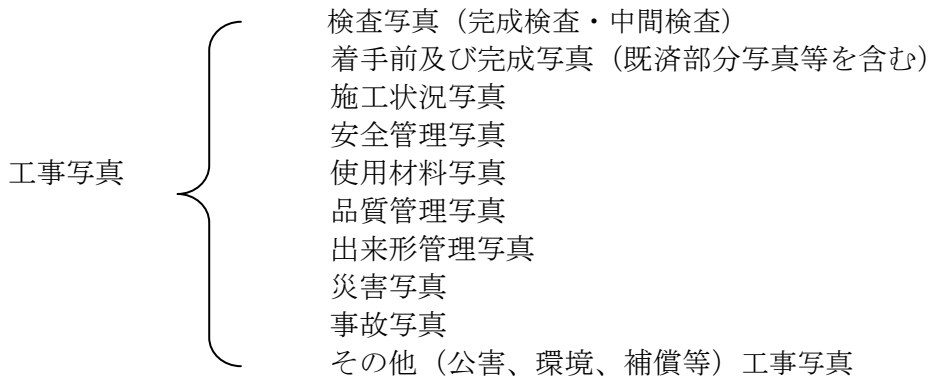 検査写真（完成検査・中間検査）
着手前及び完成写真（既済部分写真等を含む）
施工状況写真
安全管理写真
工事写真
使用材料写真
品質管理写真
出来形管理写真
災害写真
事故写真
その他（公害、環境、補償等）工事写真